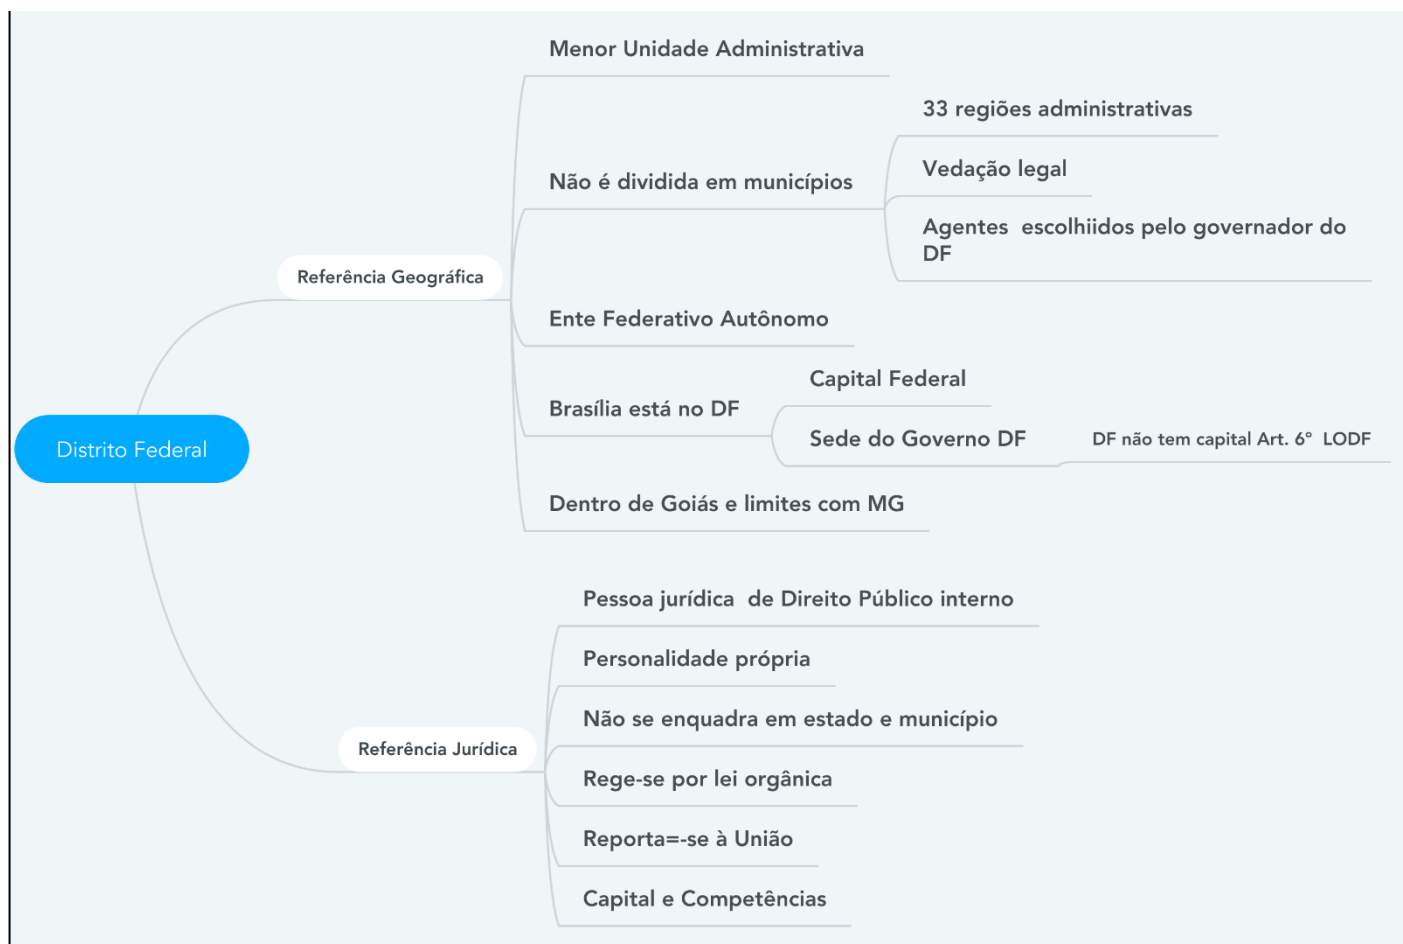 Menor Unidade Administrativa
33 regiões administrativas
Não é dividida em municípios
Vedação legal
Agentes  escolhiidos pelo governador do
DF
Referência Geográfica
Ente Federativo Autônomo
Capital Federal
Brasília está no DF
Sede do Governo DF
DF não tem capital Art. 6º  LODF
Distrito Federal
Dentro de Goiás e limites com MG
Pessoa jurídica  de Direito Público interno
Personalidade própria
Não se enquadra em estado e município
Referência Jurídica
Rege-se por lei orgânica
Reporta=-se à União
Capital e Competências